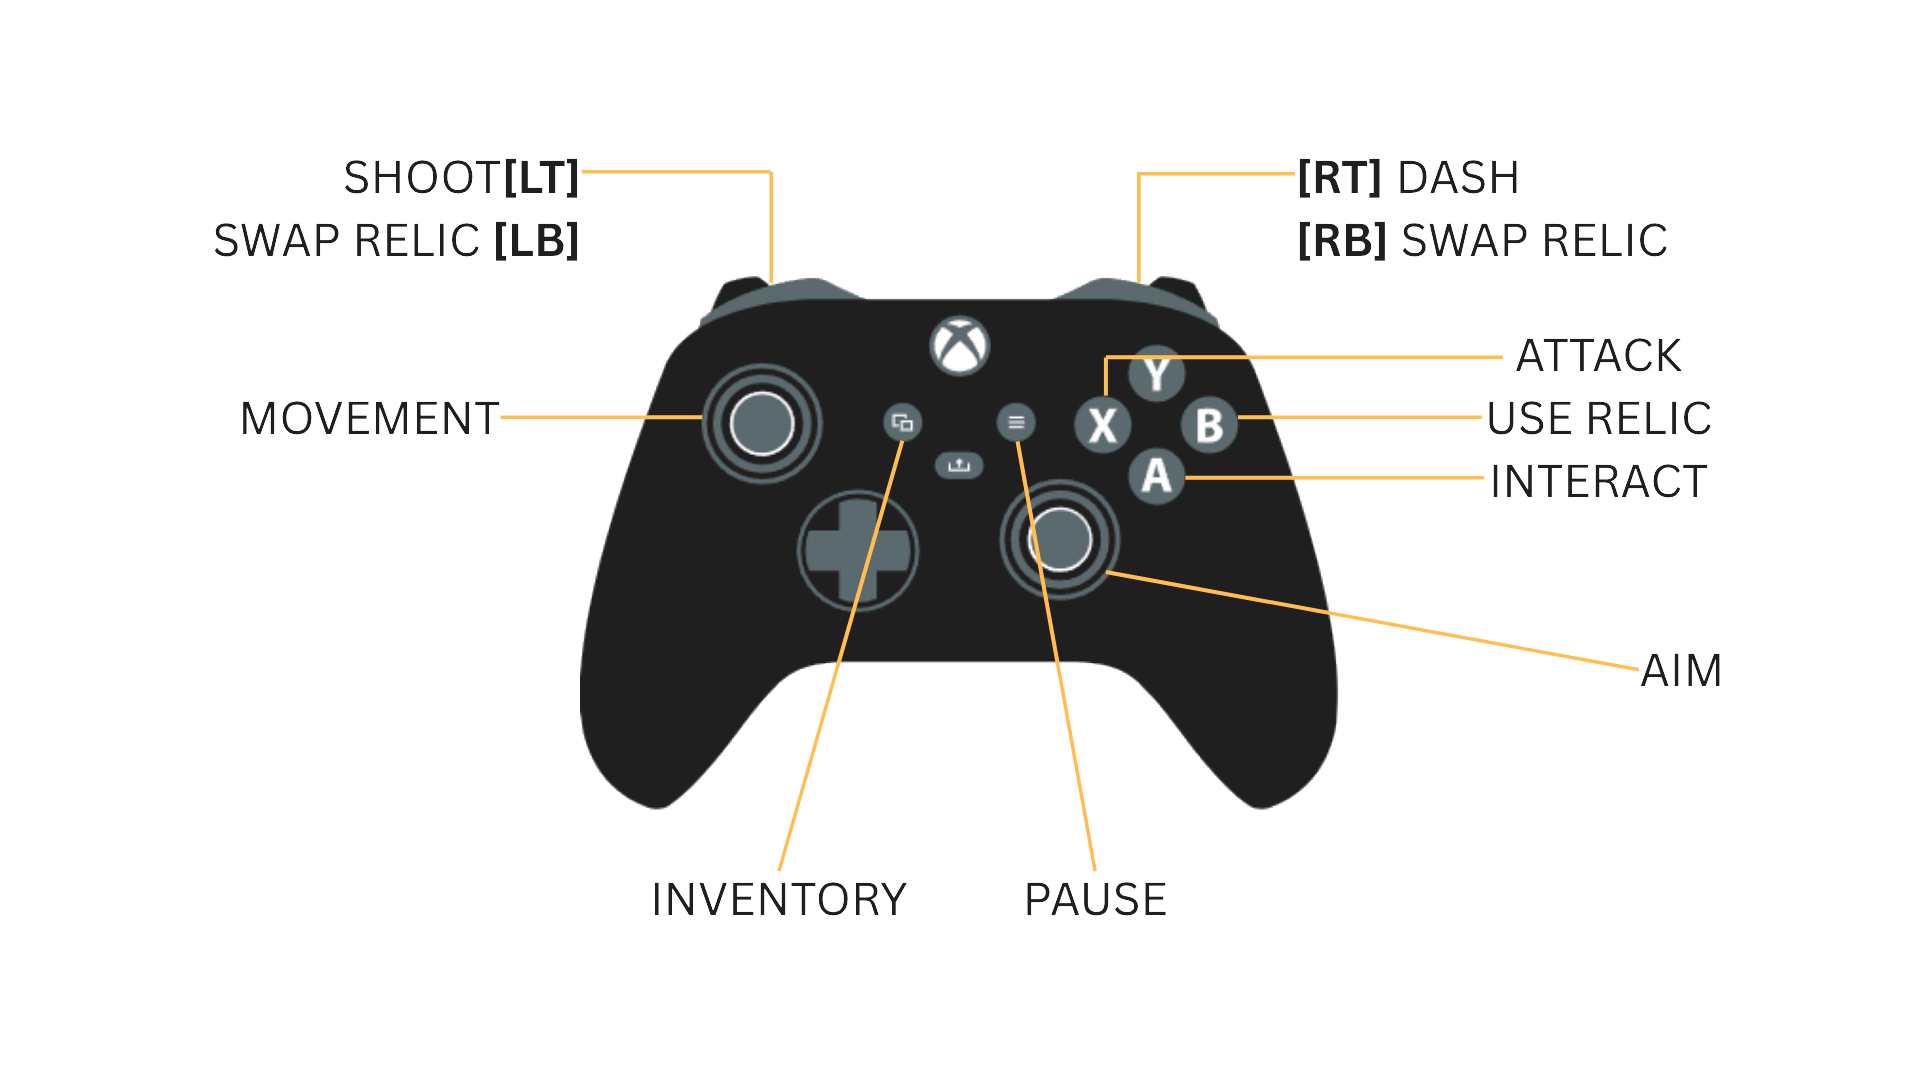 SHOOT[LT]
SWAP RELIC [LB]
[RT] DASH
[RB] SWAP RELIC
ATTACK
Y
MOVEMENT
X
B
USE RELIC
A
INTERACT
AIM
INVENTORY
PAUSE